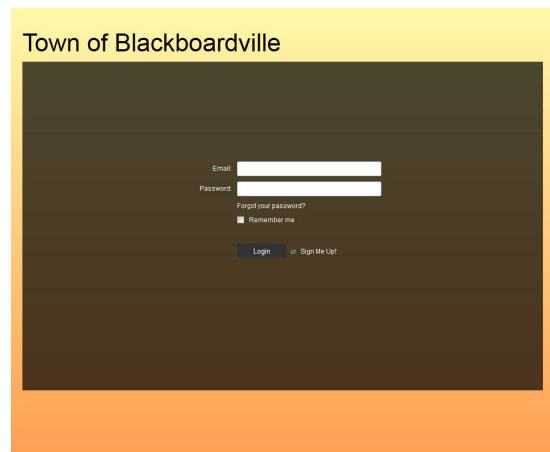 Town of Blackboardville
Email:
Password:
Forgot your password?
Remember me
Login or Sign Me Up!